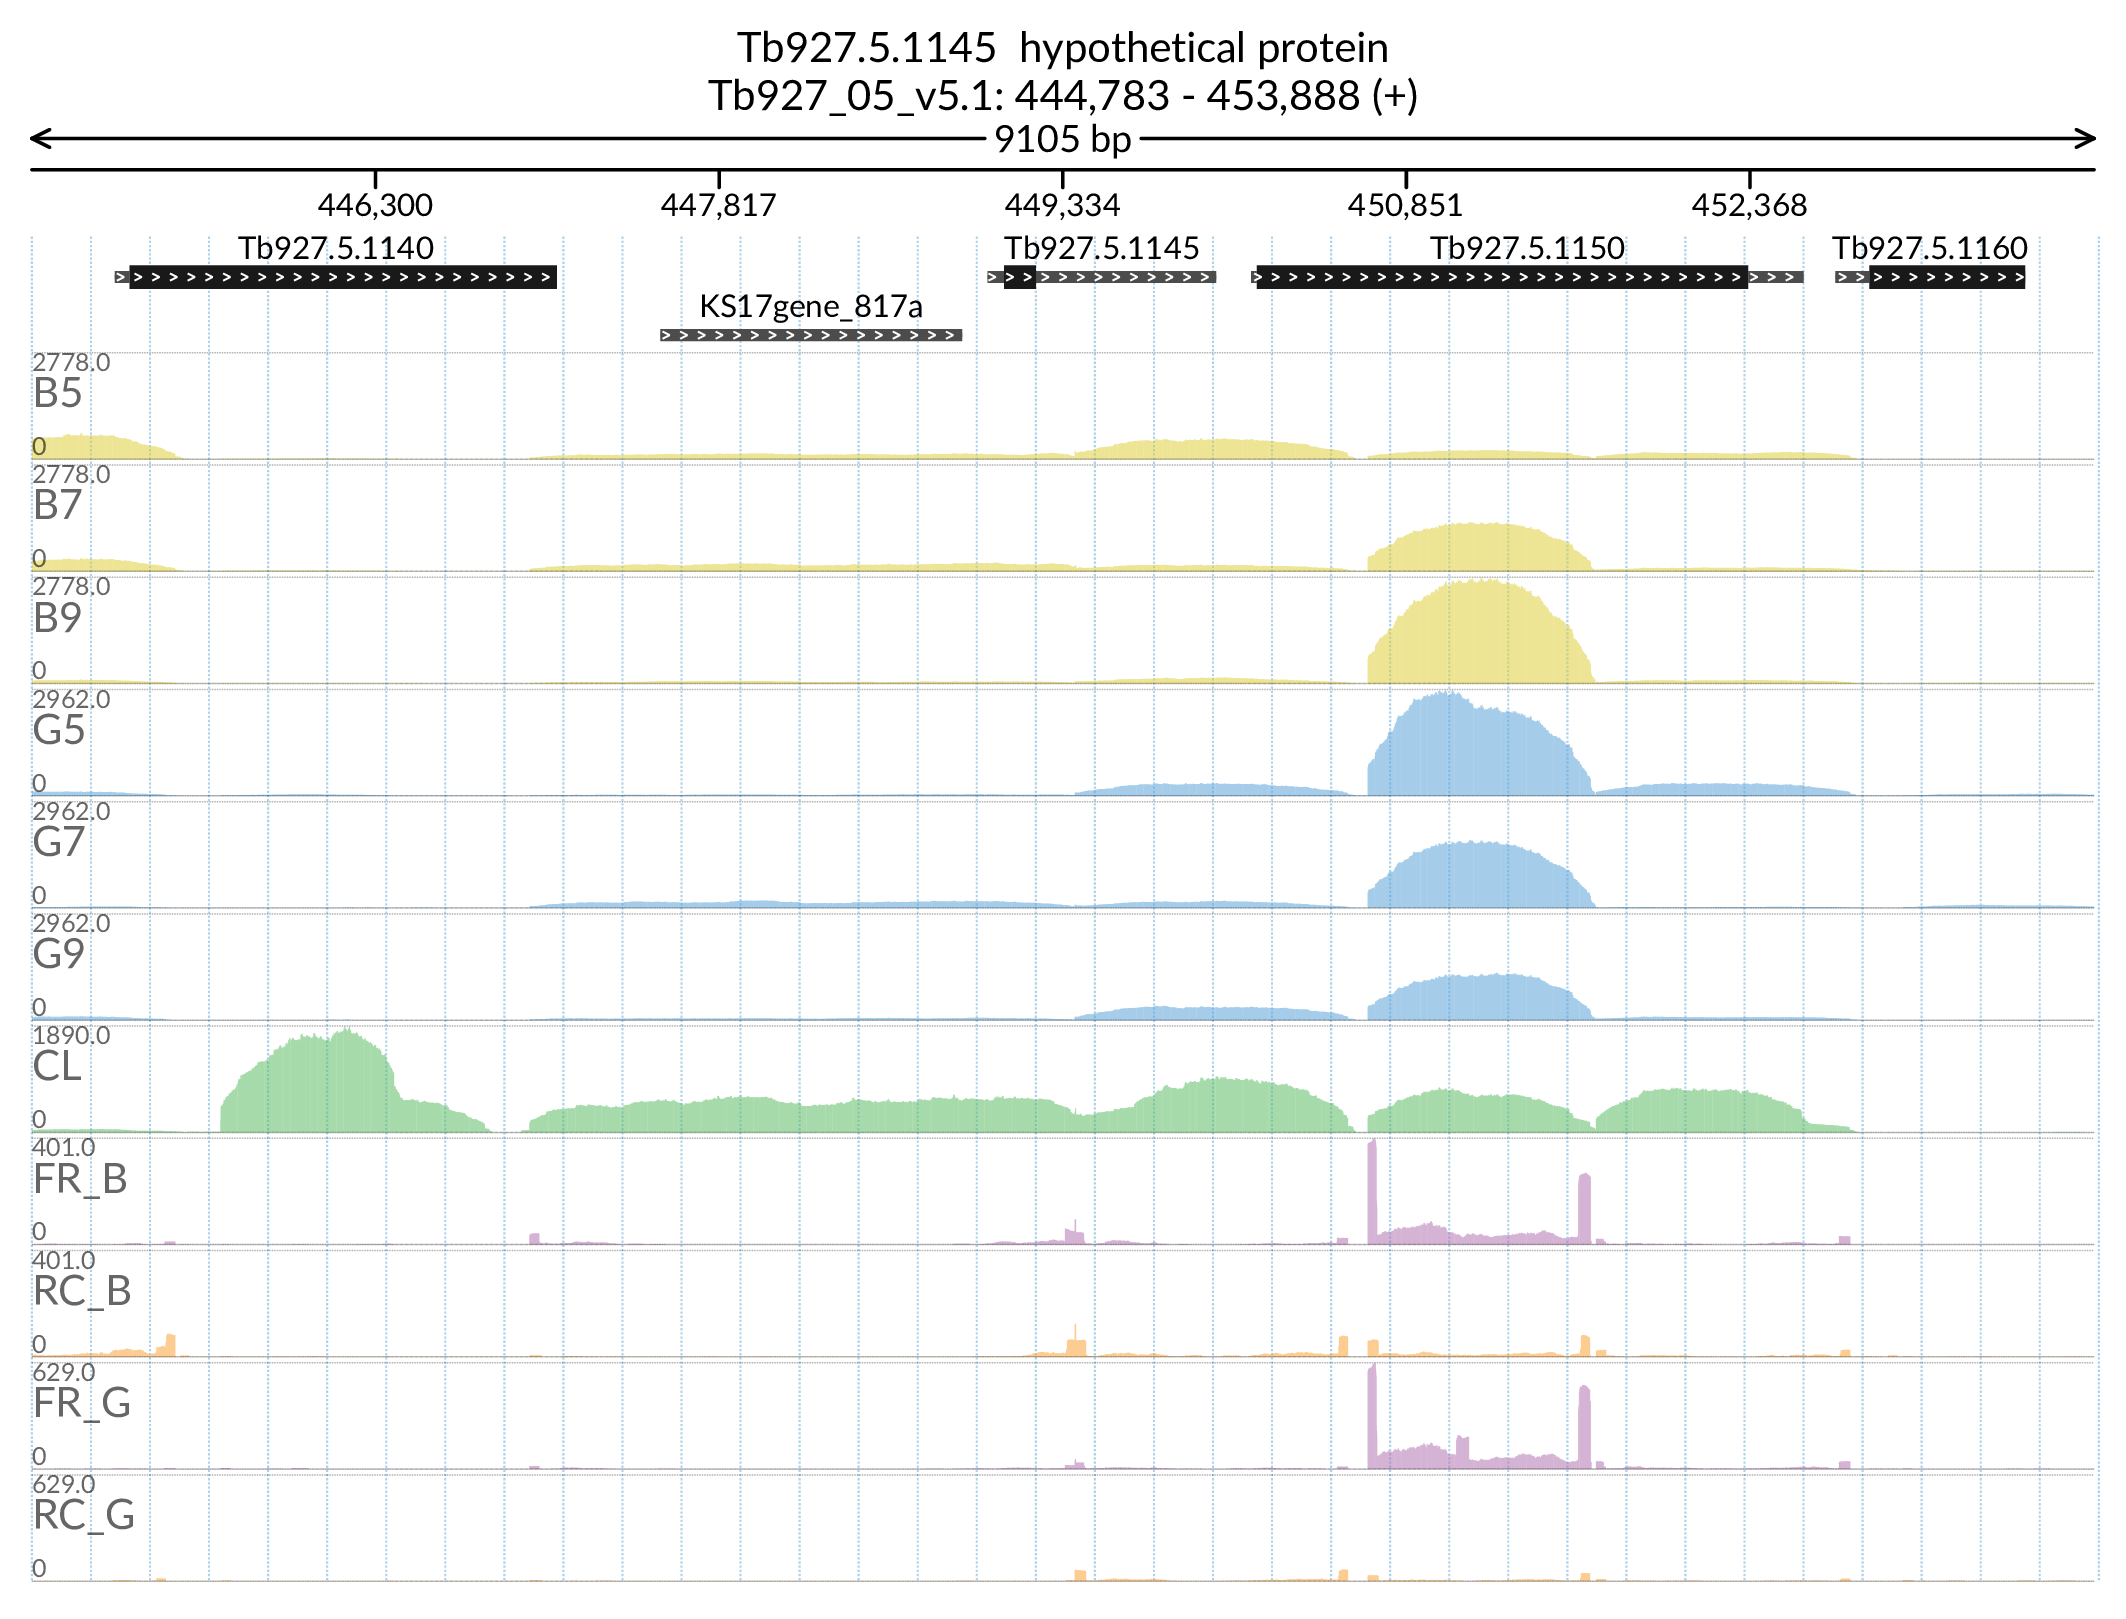 Tb927.5.1145  hypothetical protein
Tb927_05_v5.1: 444,783 - 453,888 (+)
9105 bp
446,300 447,817 449,334 450,851 452,368
Tb927.5.1140 Tb927.5.1145 Tb927.5.1150 Tb927.5.1160
KS17gene_817a
2778.0
B5
0
2778.0
B7
0
2778.0
B9
0
2962.0
G5
0
2962.0
G7
0
2962.0
G9
0
1890.0
CL
0
401.0
FR_B
0
401.0
RC_B
0
629.0
FR_G
0
629.0
RC_G
0